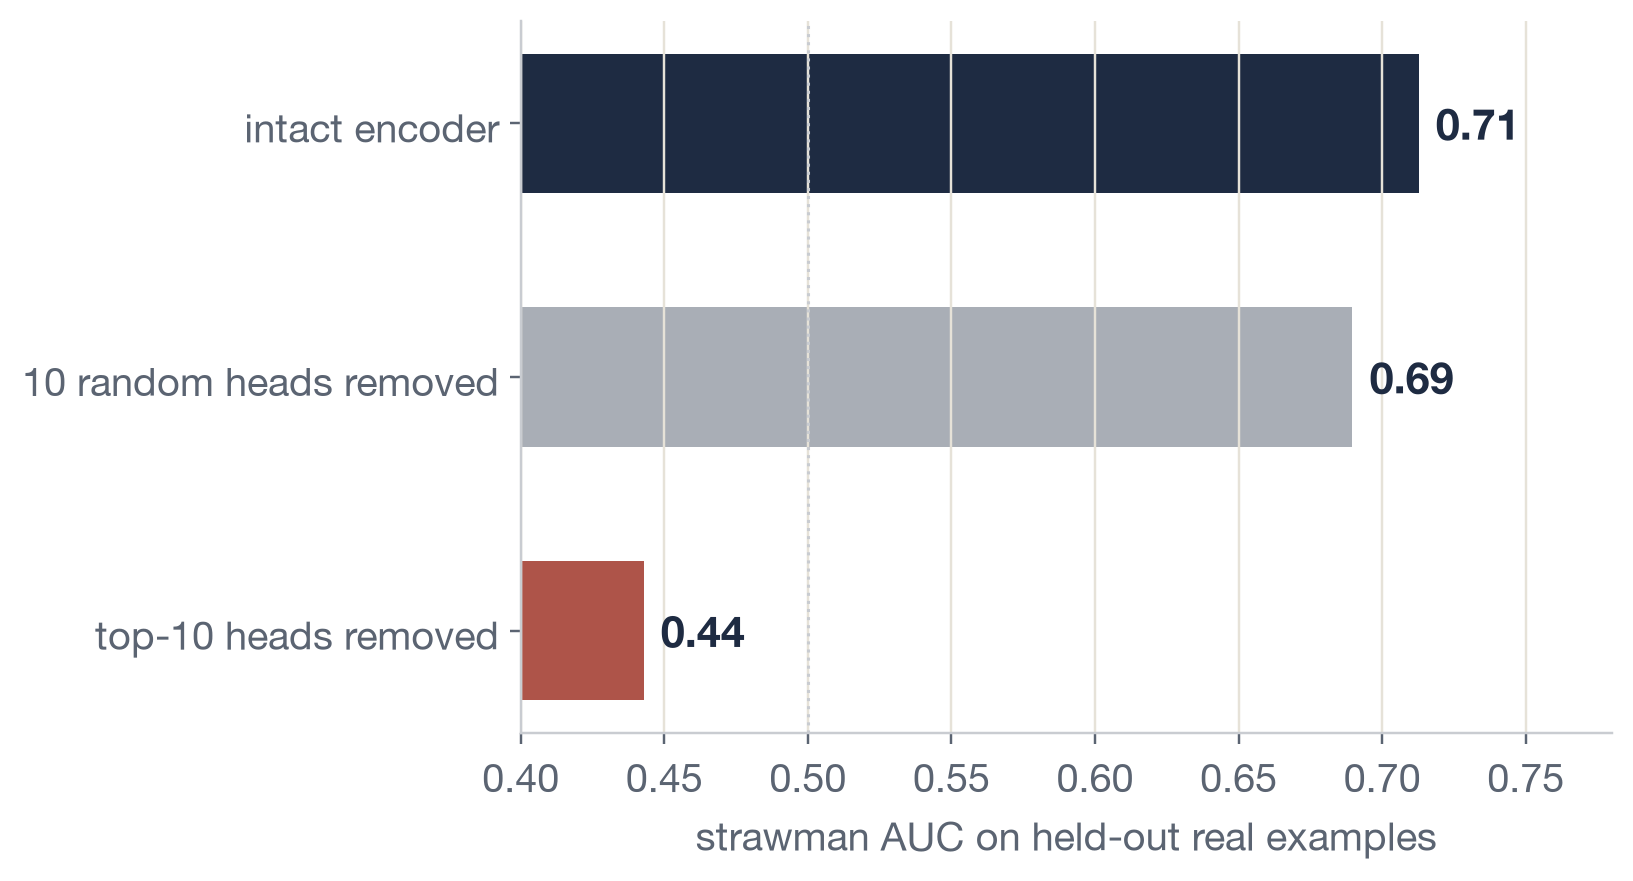 intact encoder
0.71
10 random heads removed
0.69
top-10 heads removed
0.44
0.40 0.45 0.50 0.55 0.60 0.65 0.70 0.75
strawman AUC on held-out real examples